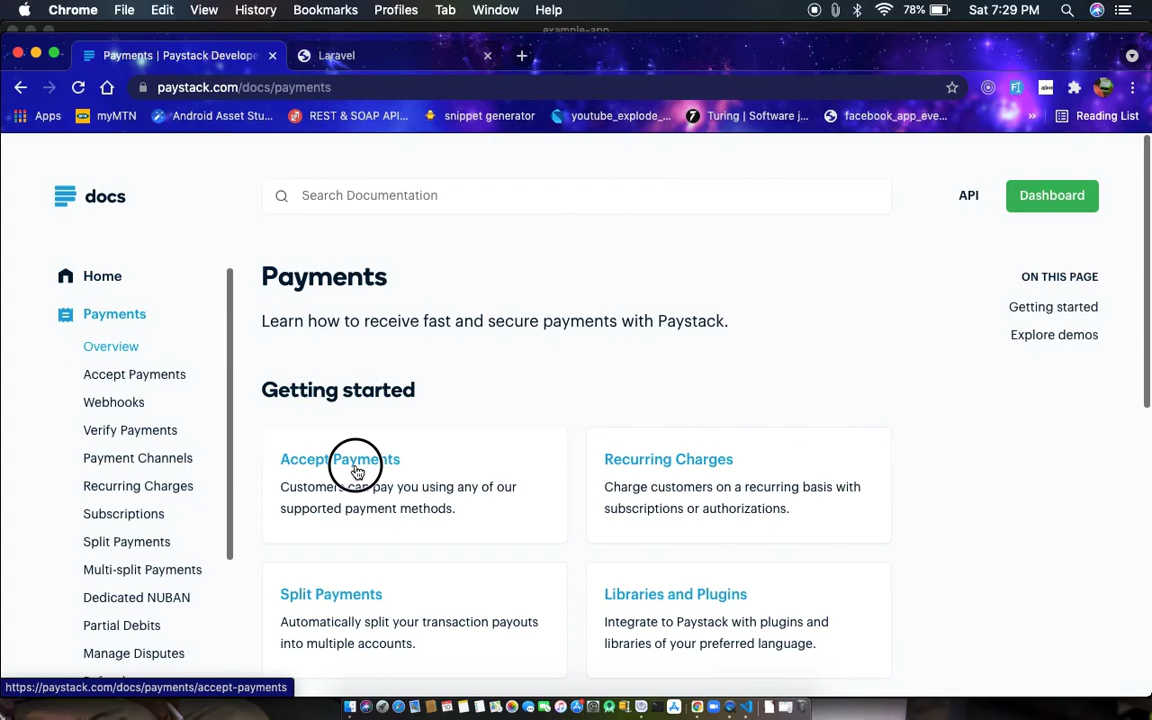 Chrome File Edit View History Bookmarks Profiles Tab Window Help 78% Sat 7:29 PM
example-app
Payments | Paystack Develope Laravel
paystack.com/docs/payments
Apps myMTN Android Asset Stu... REST & SOAP API... snippet generator youtube_explode_... Turing | Software j... facebook_app_eve... » Reading List
docs Search Documentation API Dashboard
Home
Payments
Overview
Accept Payments
Webhooks
Verify Payments
Payment Channels
Recurring Charges
Subscriptions
Split Payments
Multi-split Payments
Dedicated NUBAN
Partial Debits
Manage Disputes
Payments
Learn how to receive fast and secure payments with Paystack.
Getting started
Accept Payments
Customers can pay you using any of our
supported payment methods.
Recurring Charges
Charge customers on a recurring basis with
subscriptions or authorizations.
Split Payments
Automatically split your transaction payouts
into multiple accounts.
Libraries and Plugins
Integrate to Paystack with plugins and
libraries of your preferred language.
ON THIS PAGE
Getting started
Explore demos
https://paystack.com/docs/payments/accept-payments